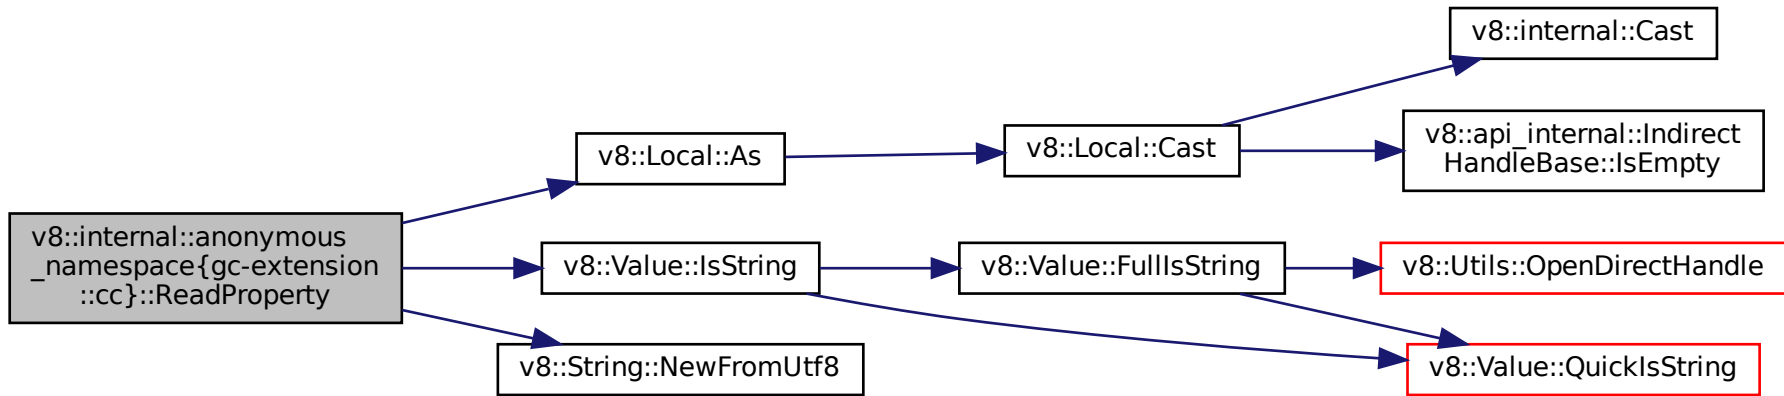 v8::internal::anonymous
_namespace{gc-extension
::cc}::ReadProperty
v8::Local::As
v8::Value::IsString
v8::String::NewFromUtf8
v8::Local::Cast
v8::Value::FullIsString
v8::internal::Cast
v8::api_internal::Indirect
HandleBase::IsEmpty
v8::Utils::OpenDirectHandle
v8::Value::QuickIsString